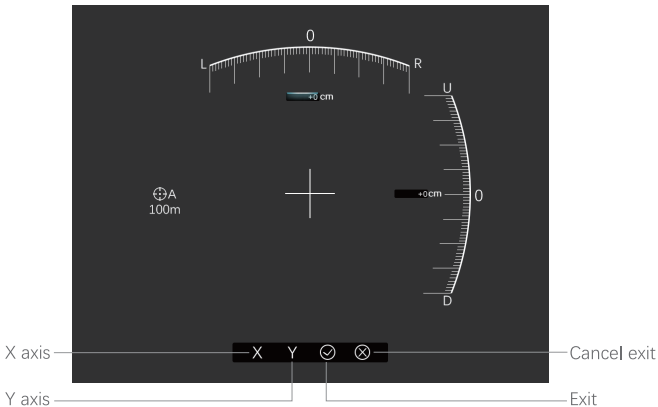 0
L R
+0 cm
U
+0cm
0
A
100m
D
X axis X Y Cancel exit
Y axis Exit